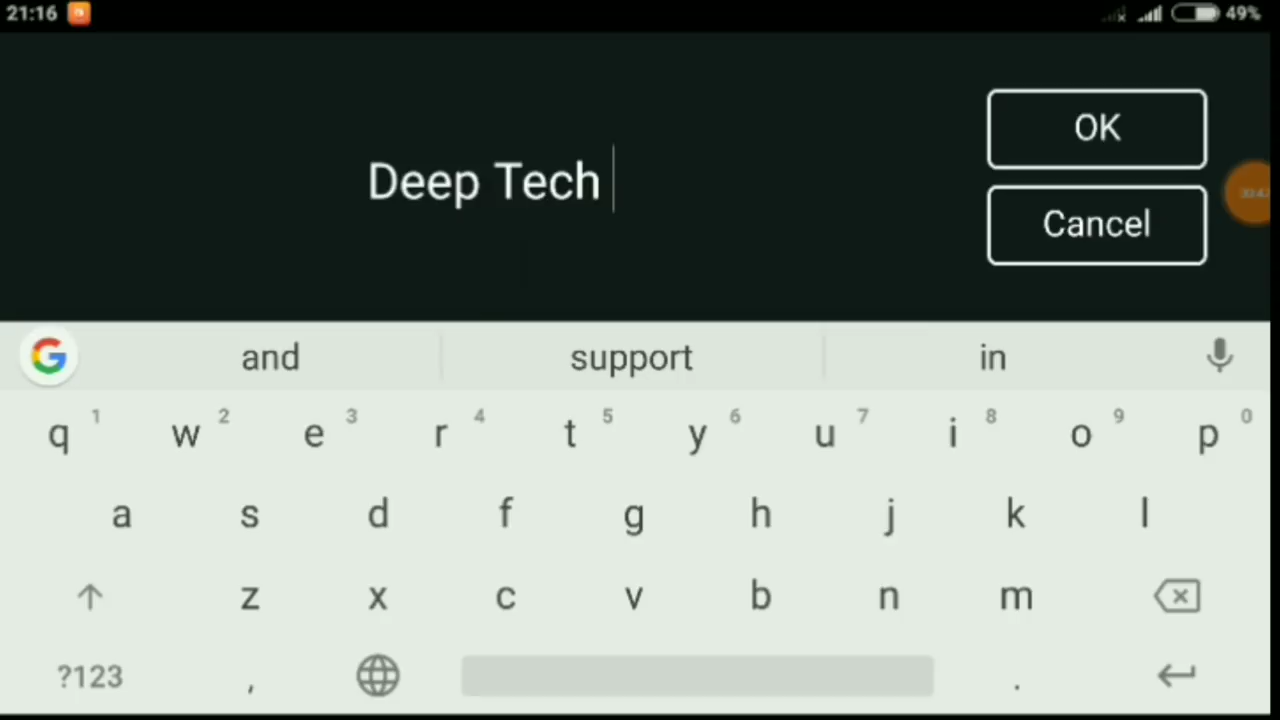 21:16
49%
Deep Tech
OK
Cancel
and support in
q 1 w 2 e 3 r 4 t 5 y 6 u 7 i 8 o 9 p 0
a s d f g h j k l
z x c v b n m
?123 , .